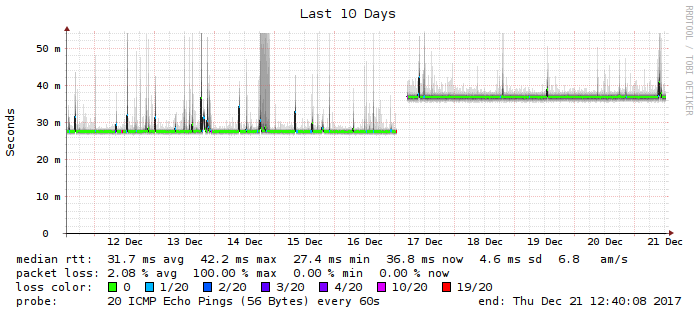 Last 10 Days
RRDTOOL / TOBI OETIKER
Seconds
50 m
40 m
30 m
20 m
10 m
0
12 Dec 13 Dec 14 Dec 15 Dec 16 Dec 17 Dec 18 Dec 19 Dec 20 Dec 21 Dec
median rtt: 31.7 ms avg 42.2 ms max 27.4 ms min 36.8 ms now 4.6 ms sd 6.8 am/s
packet loss: 2.08 % avg 100.00 % max 0.00 % min 0.00 % now
loss color: 0 1/20 2/20 3/20 4/20 10/20 19/20
probe: 20 ICMP Echo Pings (56 Bytes) every 60s end: Thu Dec 21 12:40:08 2017